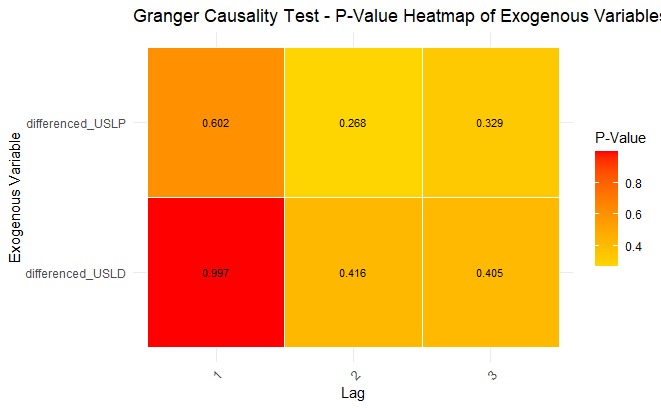 Granger Causality Test - P-Value Heatmap of Exogenous Variables
Exogenous Variable
differenced_USLP
0.602
0.268
0.329
differenced_USLD
0.997
0.416
0.405
1
2
3
Lag
P-Value
0.8
0.6
0.4